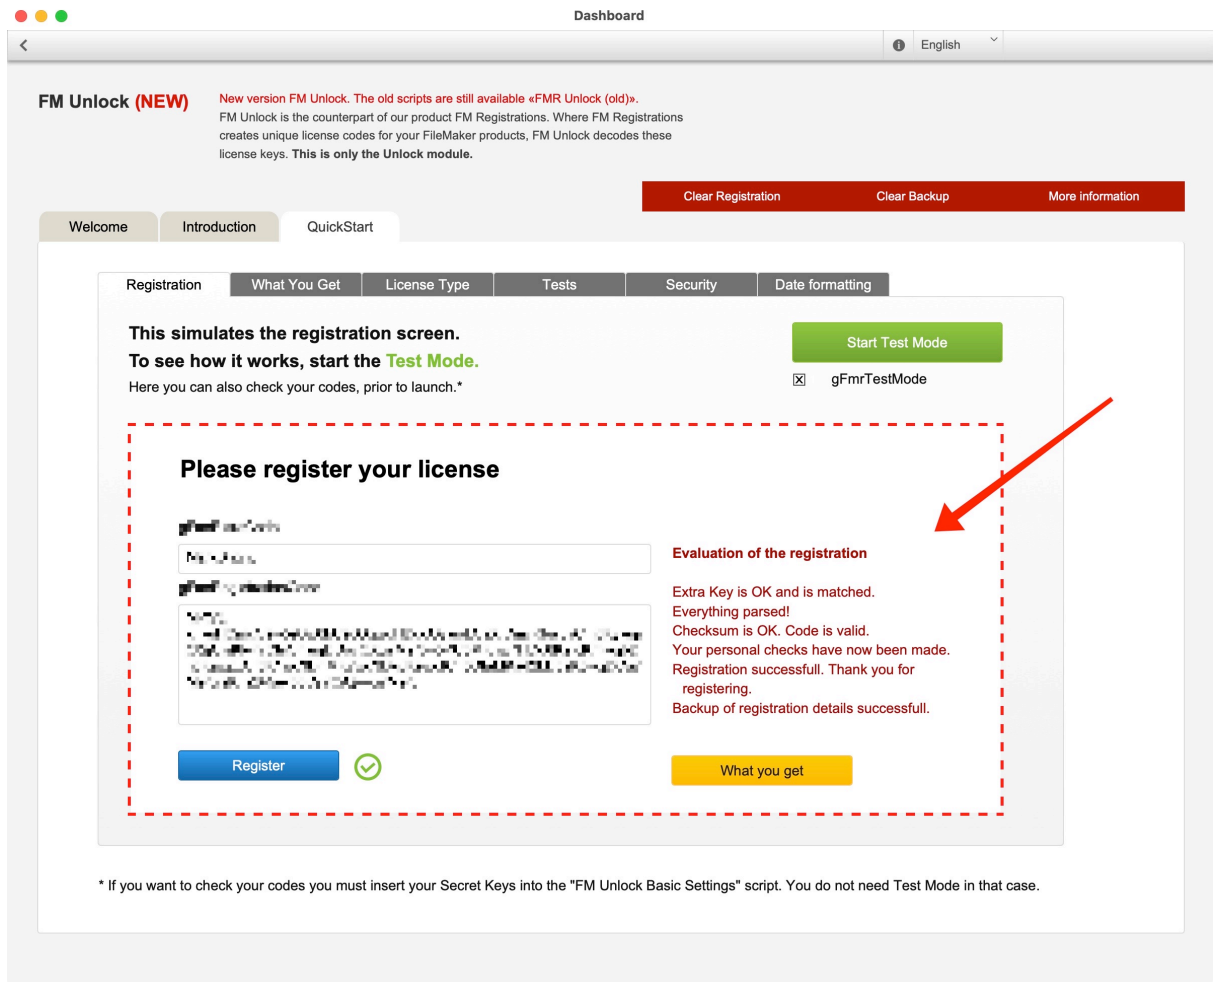 Dashboard
English
FM Unlock (NEW)
New version FM Unlock. The old scripts are still available «FMR Unlock (old)».
FM Unlock is the counterpart of our product FM Registrations. Where FM Registrations
creates unique license codes for your FileMaker products, FM Unlock decodes these
license keys. This is only the Unlock module.
Clear Registration
Clear Backup
More information
Welcome
Introduction
QuickStart
Registration
What You Get
License Type
Tests
Security
Date formatting
This simulates the registration screen.
To see how it works, start the Test Mode.
Here you can also check your codes, prior to launch.*
Start Test Mode
gFmrTestMode
Please register your license
Evaluation of the registration
Extra Key is OK and is matched.
Everything parsed!
Checksum is OK. Code is valid.
Your personal checks have now been made.
Registration successfull. Thank you for
registering.
Backup of registration details successfull.
Register
What you get
* If you want to check your codes you must insert your Secret Keys into the "FM Unlock Basic Settings" script. You do not need Test Mode in that case.